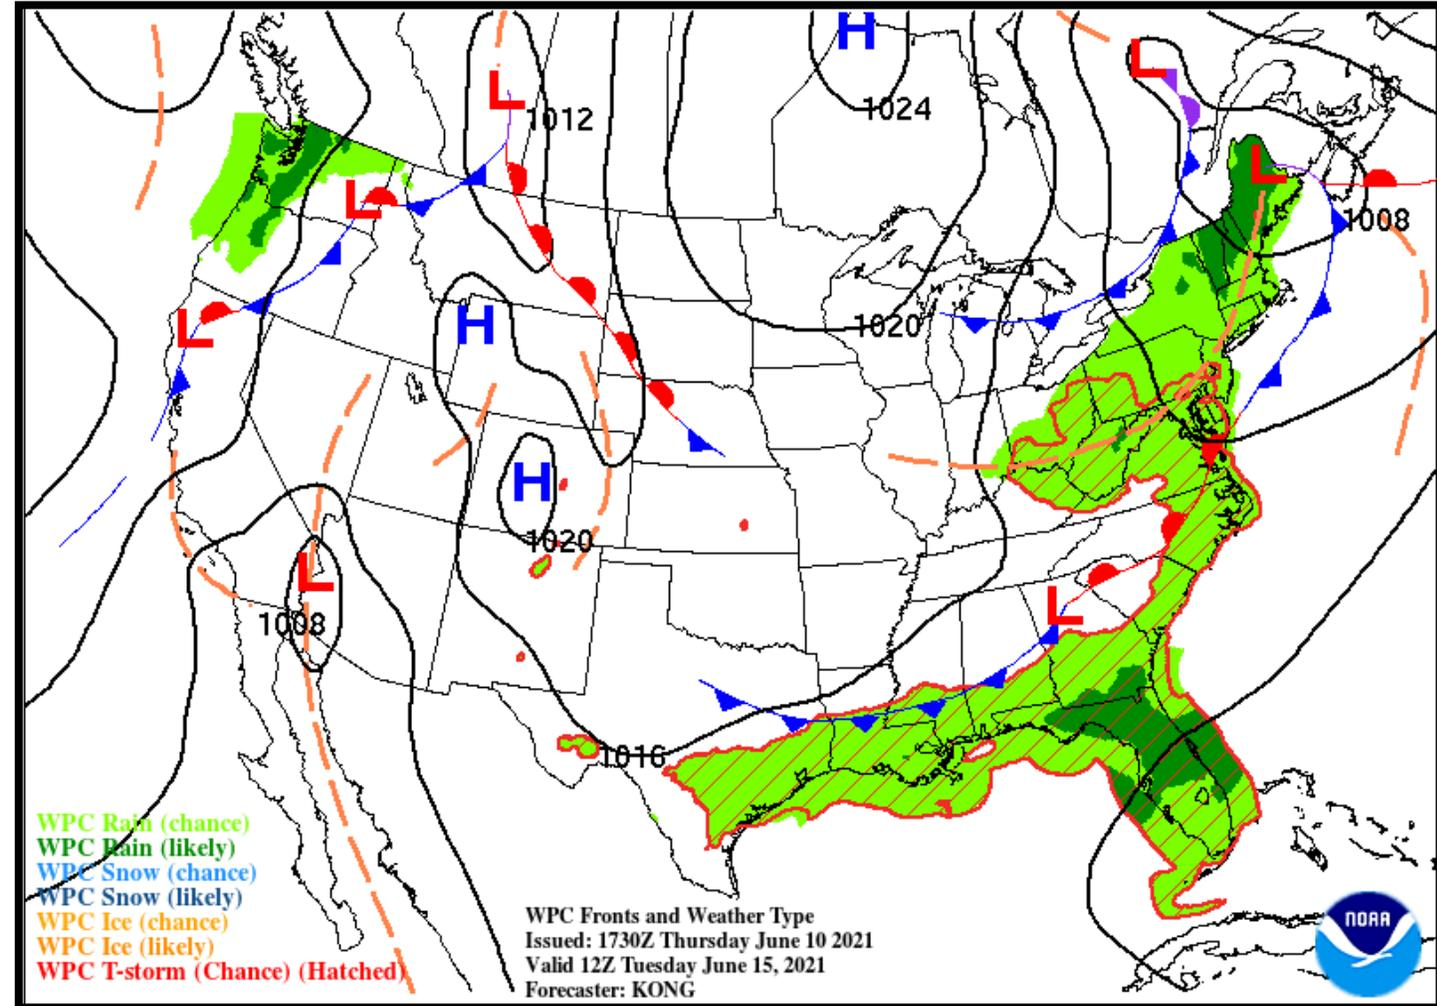 H
L
L
1012
1024
L
1008
L
1020
H
L
H
1020
L
1008
L
1016
WPC Rain (chance)
WPC Rain (likely)
WPC Snow (chance)
WPC Snow (likely)
WPC Ice (chance)
WPC Ice (likely)
WPC T-storm (Chance) (Hatched)
WPC Fronts and Weather Type
Issued: 1730Z Thursday June 10 2021
Valid 12Z Tuesday June 15, 2021
Forecaster: KONG
NOAA